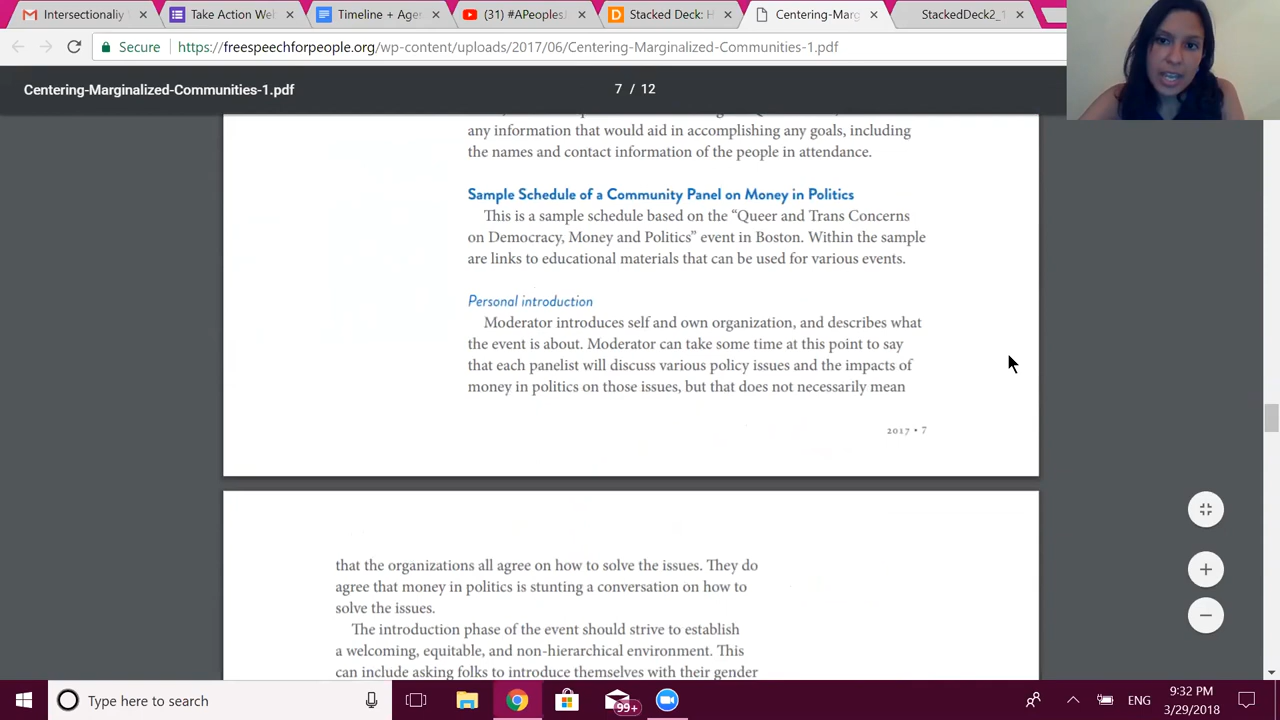 Intersectionally W
Take Action Wel
Timeline + Agen
(31) #APeoplesJ
Stacked Deck: H
Centering-Marg
StackedDeck2_1
Secure
https://freespeechforpeople.org/wp-content/uploads/2017/06/Centering-Marginalized-Communities-1.pdf
Centering-Marginalized-Communities-1.pdf
7 / 12
any information that would aid in accomplishing any goals, including
the names and contact information of the people in attendance.
Sample Schedule of a Community Panel on Money in Politics
This is a sample schedule based on the “Queer and Trans Concerns
on Democracy, Money and Politics” event in Boston. Within the sample
are links to educational materials that can be used for various events.
Personal introduction
Moderator introduces self and own organization, and describes what
the event is about. Moderator can take some time at this point to say
that each panelist will discuss various policy issues and the impacts of
money in politics on those issues, but that does not necessarily mean
2017 • 7
that the organizations all agree on how to solve the issues. They do
agree that money in politics is stunting a conversation on how to
solve the issues.
The introduction phase of the event should strive to establish
a welcoming, equitable, and non-hierarchical environment. This
can include asking folks to introduce themselves with their gender
Type here to search
99+
ENG
9:32 PM
3/29/2018